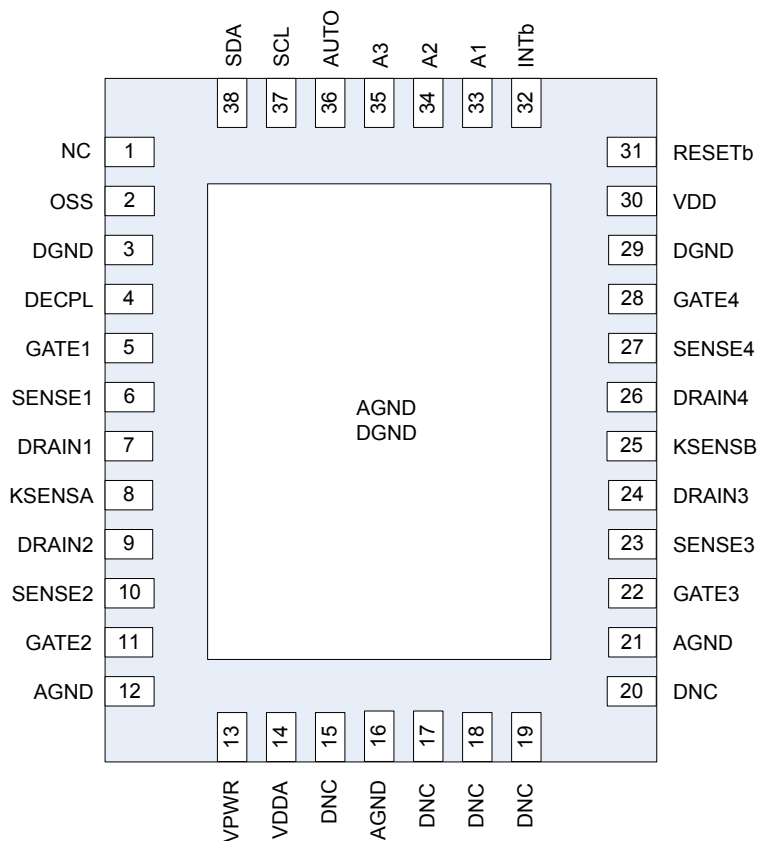 SDA
SCL
AUTO
A3
A2
A1
INTb
38
37
36
35
34
33
32
NC 1
31 RESETb
OSS 2
30 VDD
DGND 3
29 DGND
DECPL 4
28 GATE4
GATE1 5
27 SENSE4
SENSE1 6
26 DRAIN4
DRAIN1 7
25 KSENSB
KSENSA 8
24 DRAIN3
DRAIN2 9
23 SENSE3
SENSE2 10
22 GATE3
GATE2 11
21 AGND
AGND 12
20 DNC
AGND
DGND
13
14
15
16
17
18
19
VPWR
VDDA
DNC
AGND
DNC
DNC
DNC